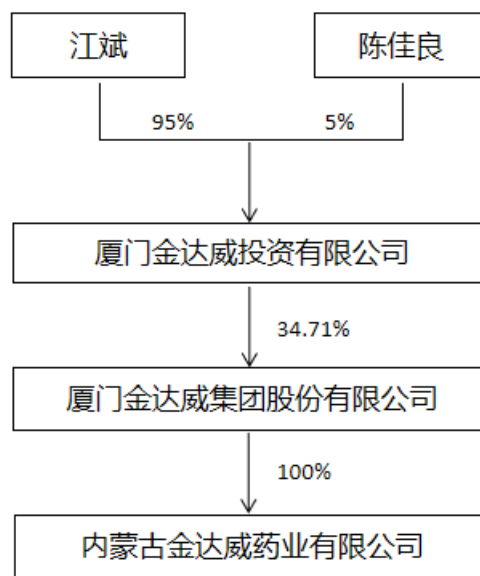 江斌
陈佳良
95%
5%
厦门金达威投资有限公司
34.71%
厦门金达威集团股份有限公司
100%
内蒙古金达威药业有限公司